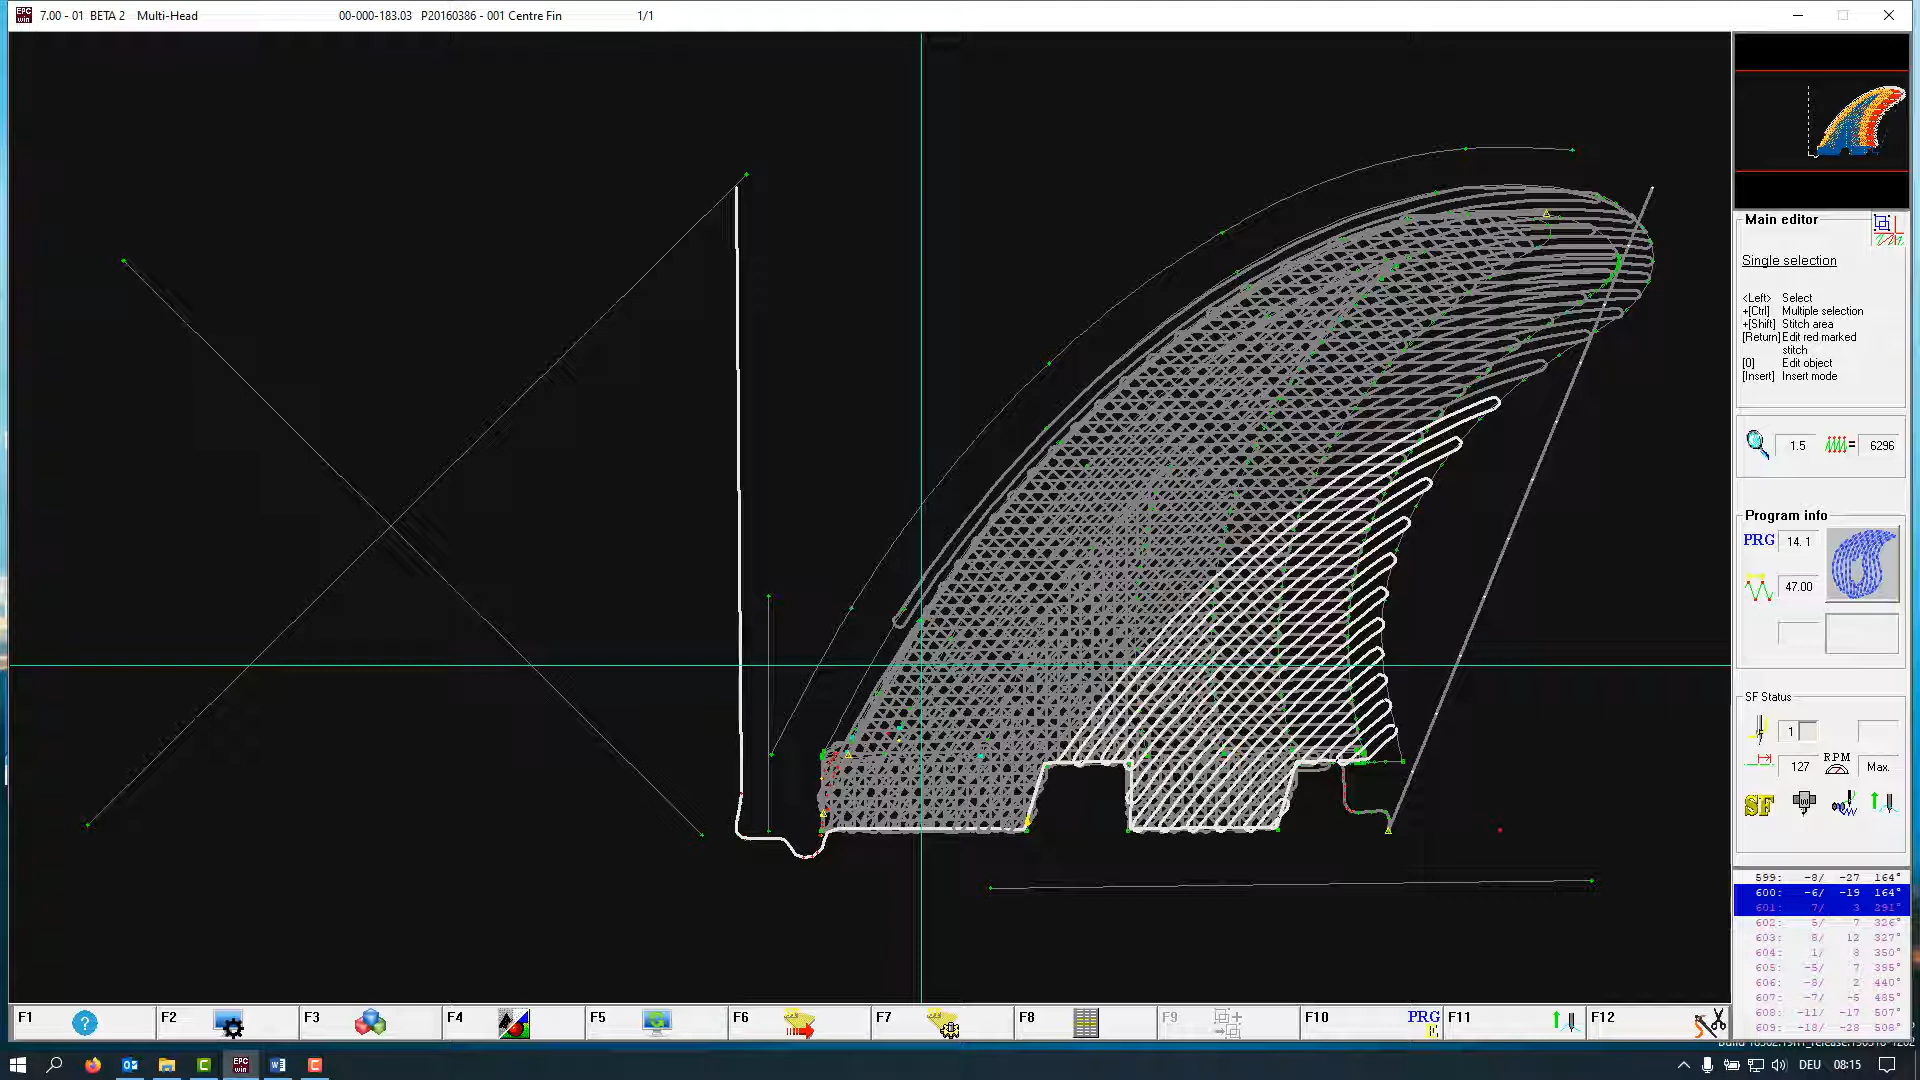 EPC win 7.00 - 01 BETA 2 Multi-Head 00-000-183.03 P20160386 - 001 Centre Fin 1/1
Main editor
Single selection
<Left> Select
+[Ctrl] Multiple selection
+[Shift] Stitch area
[Return] Edit red marked
stitch
[0] Edit object
[Insert] Insert mode
1.5 = 6296
Program info
PRG 14. 1
47.00
SF Status
1
127 RPM Max.
SF
599: -8/ -27 164°
600: -6/ -19 164°
601: 7/ 3 291°
602: 5/ 7 326°
603: 8/ 12 327°
604: 1/ 8 350°
605: -5/ 7 395°
606: -8/ 2 440°
607: -7/ -5 485°
608: -11/ -17 507°
609: -18/ -28 508°
F1 ? F2 F3 F4 F5 F6 F7 F8 F9 F10 PRG E F11 F12
EPC win DEU 08:15